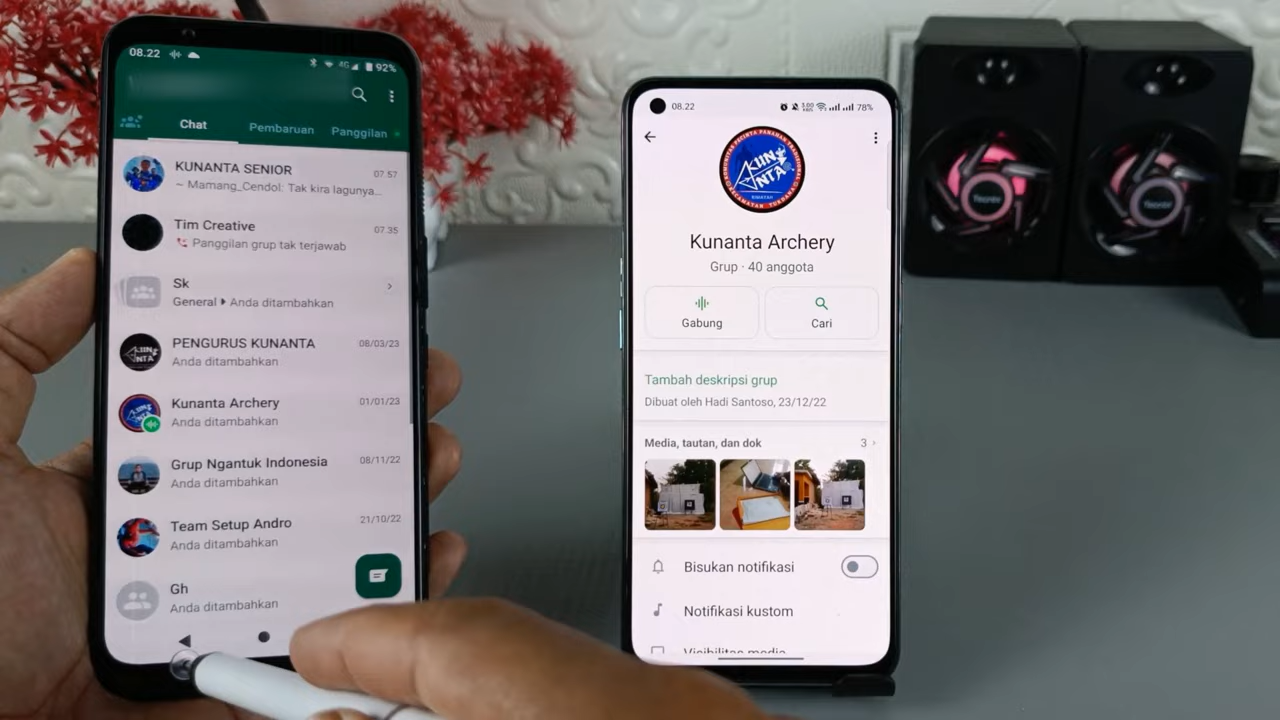 08.22
4G
92%
Chat
Pembaruan
Panggilan
KUNANTA SENIOR
07.57
~ Mamang_Cendol: Tak kira lagunya...
Tim Creative
07.35
Panggilan grup tak terjawab
Sk
General
Anda ditambahkan
PENGURUS KUNANTA
08/03/23
Anda ditambahkan
Kunanta Archery
01/01/23
Anda ditambahkan
Grup Ngantuk Indonesia
08/11/22
Anda ditambahkan
Team Setup Andro
21/10/22
Anda ditambahkan
Gh
Anda ditambahkan
08.22
78%
Kunanta Archery
Grup · 40 anggota
Gabung
Cari
Tambah deskripsi grup
Dibuat oleh Hadi Santoso, 23/12/22
Media, tautan, dan dok
3
Bisukan notifikasi
Notifikasi kustom
Visibilitas media